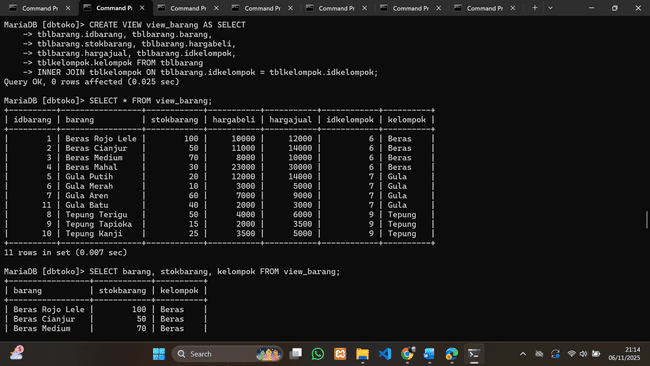 Command Pr Command Pr Command Pr Command Pr Command Pr Command Pr Command Pr
MariaDB [dbtoko]> CREATE VIEW view_barang AS SELECT
    -> tblbarang.idbarang, tblbarang.barang,
    -> tblbarang.stokbarang, tblbarang.hargabeli,
    -> tblbarang.hargajual, tblbarang.idkelompok,
    -> tblkelompok.kelompok FROM tblbarang
    -> INNER JOIN tblkelompok ON tblbarang.idkelompok = tblkelompok.idkelompok;
Query OK, 0 rows affected (0.025 sec)
MariaDB [dbtoko]> SELECT * FROM view_barang;
+----------+-----------------+------------+-----------+-----------+------------+----------+
| idbarang | barang          | stokbarang | hargabeli | hargajual | idkelompok | kelompok |
+----------+-----------------+------------+-----------+-----------+------------+----------+
|        1 | Beras Rojo Lele |        100 |     10000 |     12000 |          6 | Beras    |
|        2 | Beras Cianjur   |         50 |     11000 |     14000 |          6 | Beras    |
|        3 | Beras Medium    |         70 |      8000 |     10000 |          6 | Beras    |
|        4 | Beras Mahal     |         30 |     23000 |     30000 |          6 | Beras    |
|        5 | Gula Putih      |         20 |     12000 |     14000 |          7 | Gula     |
|        6 | Gula Merah      |         10 |      3000 |      5000 |          7 | Gula     |
|        7 | Gula Aren       |         60 |      7000 |      9000 |          7 | Gula     |
|       11 | Gula Batu       |         40 |      2000 |      3000 |          7 | Gula     |
|        8 | Tepung Terigu   |         50 |      4000 |      6000 |          9 | Tepung   |
|        9 | Tepung Tapioka  |         15 |      2000 |      3500 |          9 | Tepung   |
|       10 | Tepung Kanji    |         25 |      3500 |      5000 |          9 | Tepung   |
+----------+-----------------+------------+-----------+-----------+------------+----------+
11 rows in set (0.007 sec)
MariaDB [dbtoko]> SELECT barang, stokbarang, kelompok FROM view_barang;
+-----------------+------------+----------+
| barang          | stokbarang | kelompok |
+-----------------+------------+----------+
| Beras Rojo Lele |        100 | Beras    |
| Beras Cianjur   |         50 | Beras    |
| Beras Medium    |         70 | Beras    |
Search
21:14
06/11/2025